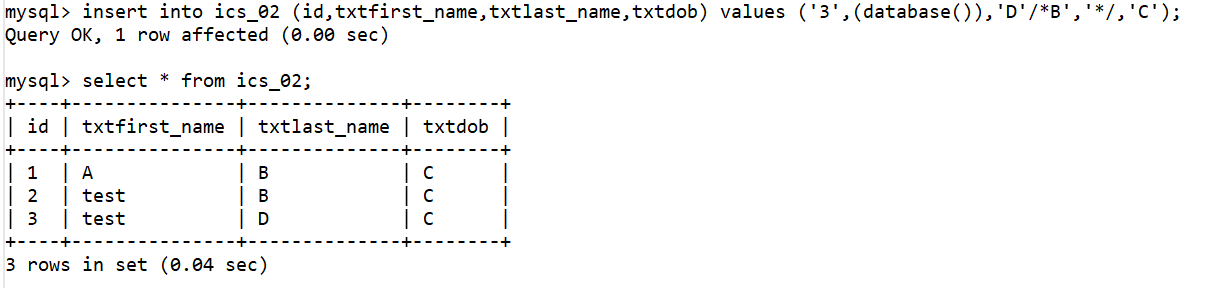 mysql> insert into ics_02 (id,txtfirst_name,txtlast_name,txtdob) values ('3',(database()),'D'/*B','*/,'C');
Query OK, 1 row affected (0.00 sec)
mysql> select * from ics_02;
+----+---------------+--------------+--------+
| id | txtfirst_name | txtlast_name | txtdob |
+----+---------------+--------------+--------+
| 1  | A             | B            | C      |
| 2  | test          | B            | C      |
| 3  | test          | D            | C      |
+----+---------------+--------------+--------+
3 rows in set (0.04 sec)